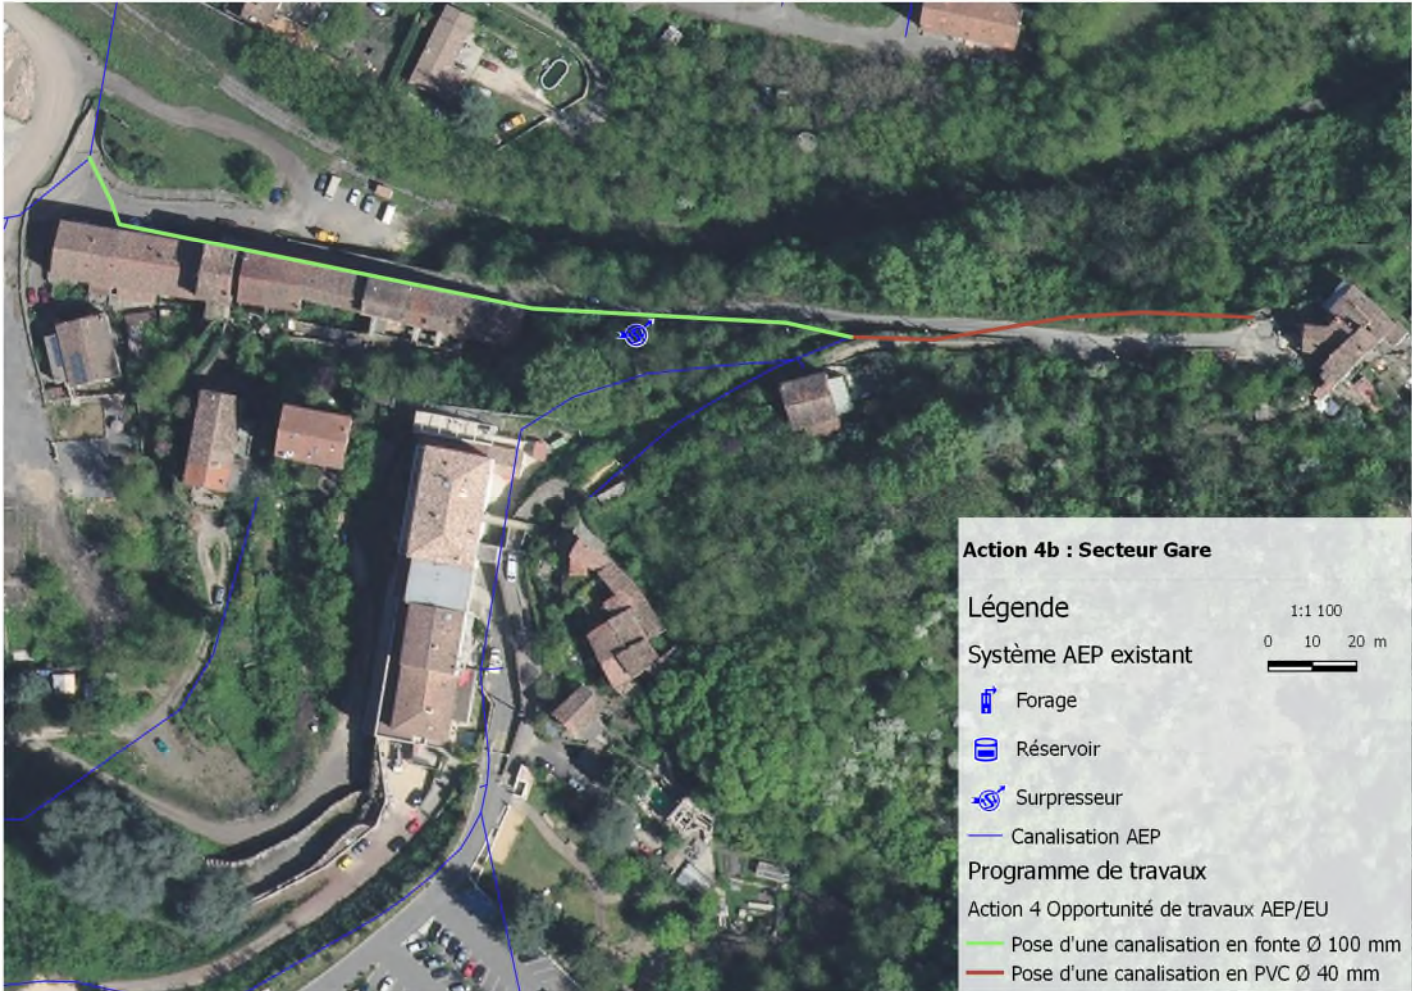 Action 4b : Secteur Gare
Légende
1:1 100
0 10 20 m
Système AEP existant
Forage
Réservoir
Surpresseur
Canalisation AEP
Programme de travaux
Action 4 Opportunité de travaux AEP/EU
Pose d'une canalisation en fonte Ø 100 mm
Pose d'une canalisation en PVC Ø 40 mm